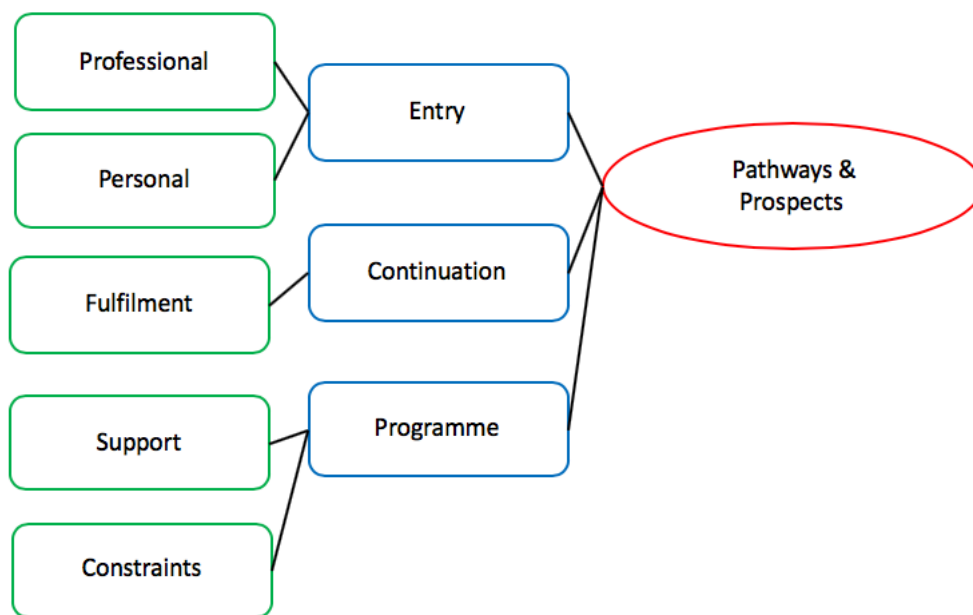 Professional
Personal
Fulfilment
Support
Constraints
Entry
Continuation
Programme
Pathways &
Prospects